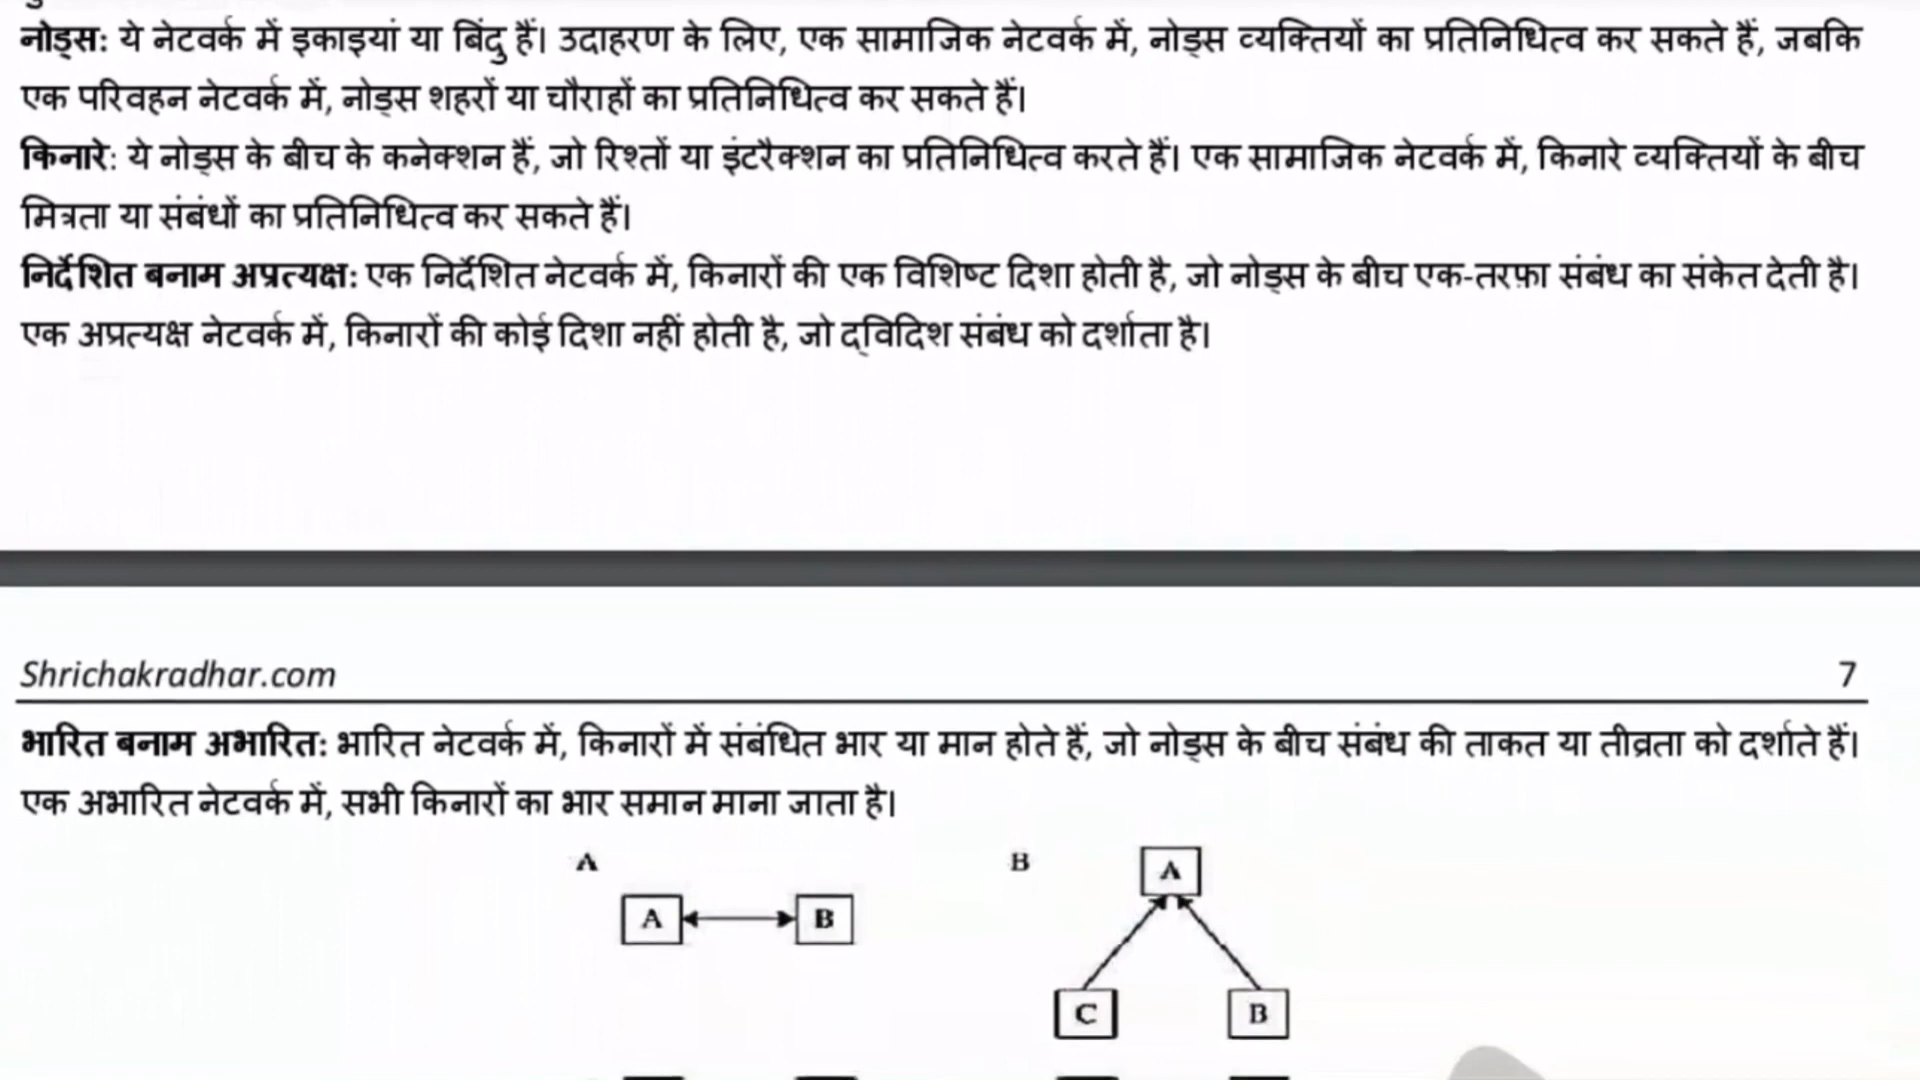 नोड्स: ये नेटवर्क में इकाइयां या बिंदु हैं। उदाहरण के लिए, एक सामाजिक नेटवर्क में, नोड्स व्यक्तियों का प्रतिनिधित्व कर सकते हैं, जबकि
एक परिवहन नेटवर्क में, नोड्स शहरों या चौराहों का प्रतिनिधित्व कर सकते हैं।
किनारे: ये नोड्स के बीच के कनेक्शन हैं, जो रिश्तों या इंटरैक्शन का प्रतिनिधित्व करते हैं। एक सामाजिक नेटवर्क में, किनारे व्यक्तियों के बीच
मित्रता या संबंधों का प्रतिनिधित्व कर सकते हैं।
निर्देशित बनाम अप्रत्यक्ष: एक निर्देशित नेटवर्क में, किनारों की एक विशिष्ट दिशा होती है, जो नोड्स के बीच एक-तरफ़ा संबंध का संकेत देती है।
एक अप्रत्यक्ष नेटवर्क में, किनारों की कोई दिशा नहीं होती है, जो द्विदिश संबंध को दर्शाता है।
Shrichakradhar.com 7
भारित बनाम अभारित: भारित नेटवर्क में, किनारों में संबंधित भार या मान होते हैं, जो नोड्स के बीच संबंध की ताकत या तीव्रता को दर्शाते हैं।
एक अभारित नेटवर्क में, सभी किनारों का भार समान माना जाता है।
A B
A
A B
C B